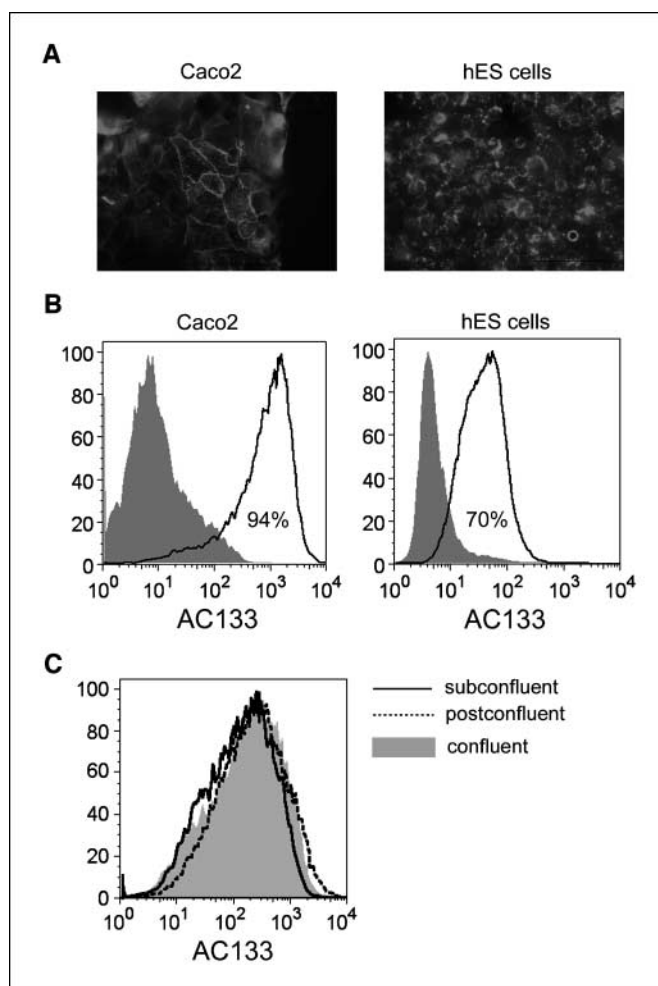 A
Caco2 hES cells
B
Caco2 hES cells
100 100
80 80
60 60
40 40
20 20
0 0
94% 70%
10⁰ 10¹ 10² 10³ 10⁴ 10⁰ 10¹ 10² 10³ 10⁴
AC133 AC133
C
100
80
60
40
20
0
10⁰ 10¹ 10² 10³ 10⁴
AC133
subconfluent
postconfluent
confluent